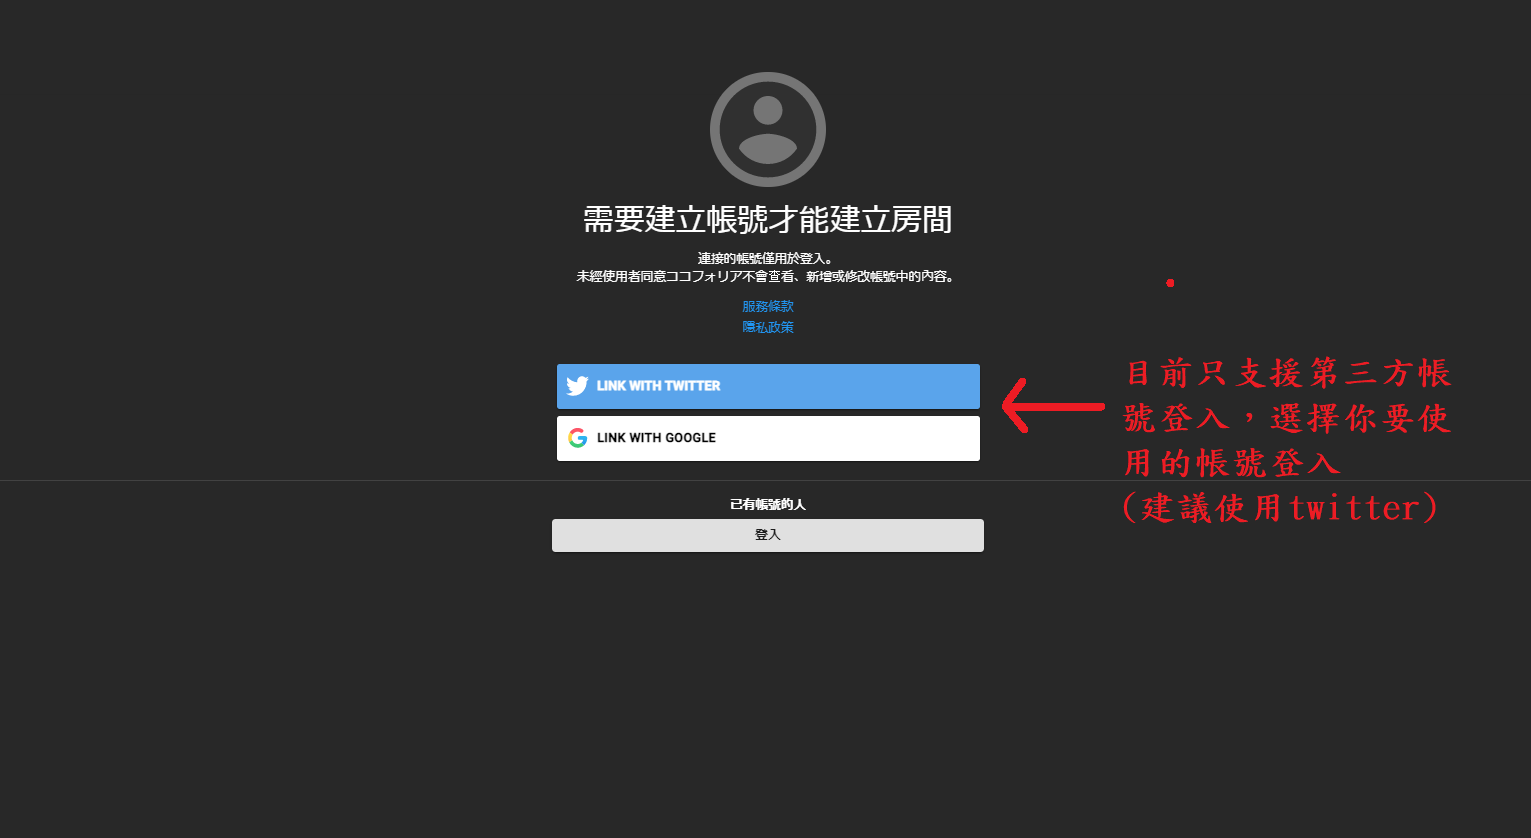 需要建立帳號才能建立房間
連接的帳號僅用於登入。
未經使用者同意ココフォリア不會查看、新增或修改帳號中的內容。
服務條款
隱私政策
LINK WITH TWITTER
LINK WITH GOOGLE
已有帳號的人
登入
目前只支援第三方帳
號登入，選擇你要使
用的帳號登入
(建議使用twitter)